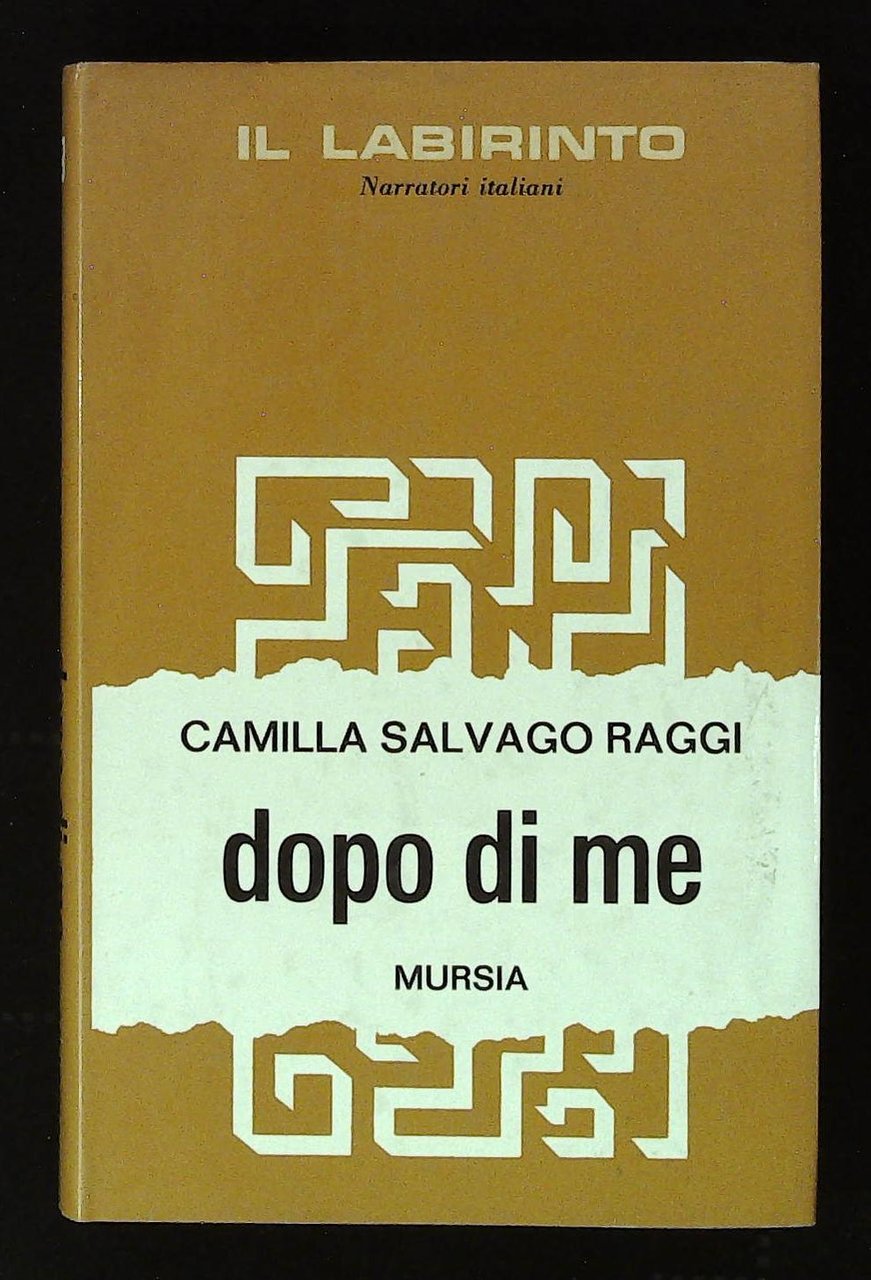 IL LABIRINTO
Narratori italiani
CAMILLA SALVAGO RAGGI
dopo di me
MURSIA